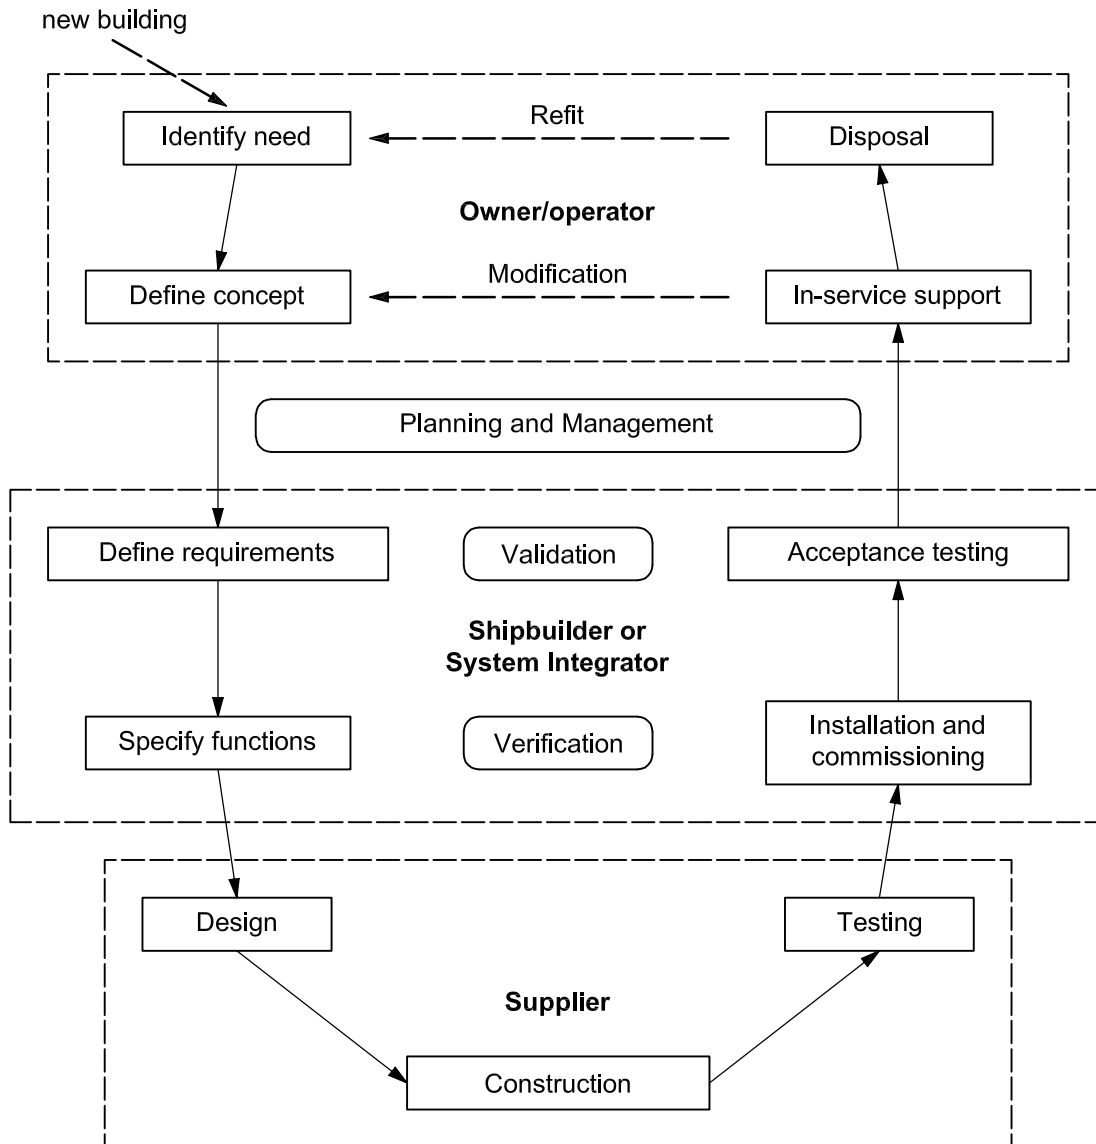 new building
Identify need
Refit
Disposal
Owner/operator
Define concept
Modification
In-service support
Planning and Management
Define requirements
Validation
Acceptance testing
Shipbuilder or
System Integrator
Specify functions
Verification
Installation and
commissioning
Design
Testing
Supplier
Construction